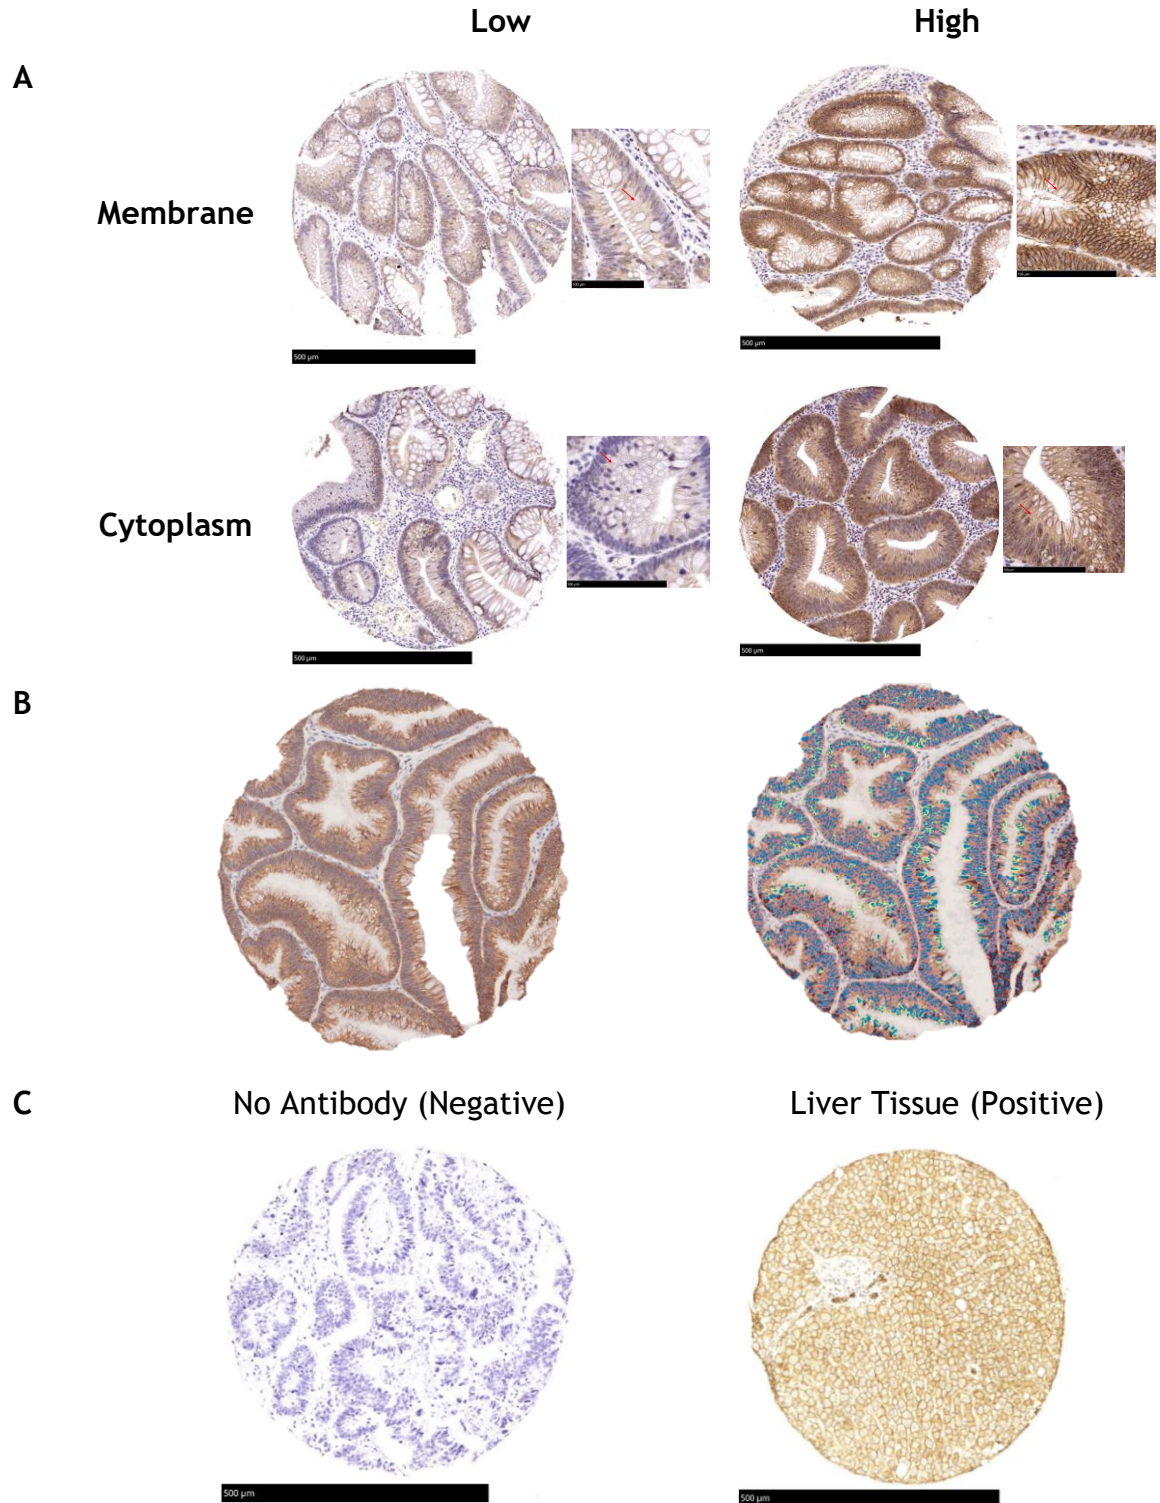 Low High
A
Membrane
500 µm
500 µm
Cytoplasm
500 µm
500 µm
B
C No Antibody (Negative) Liver Tissue (Positive)
500 µm
500 µm